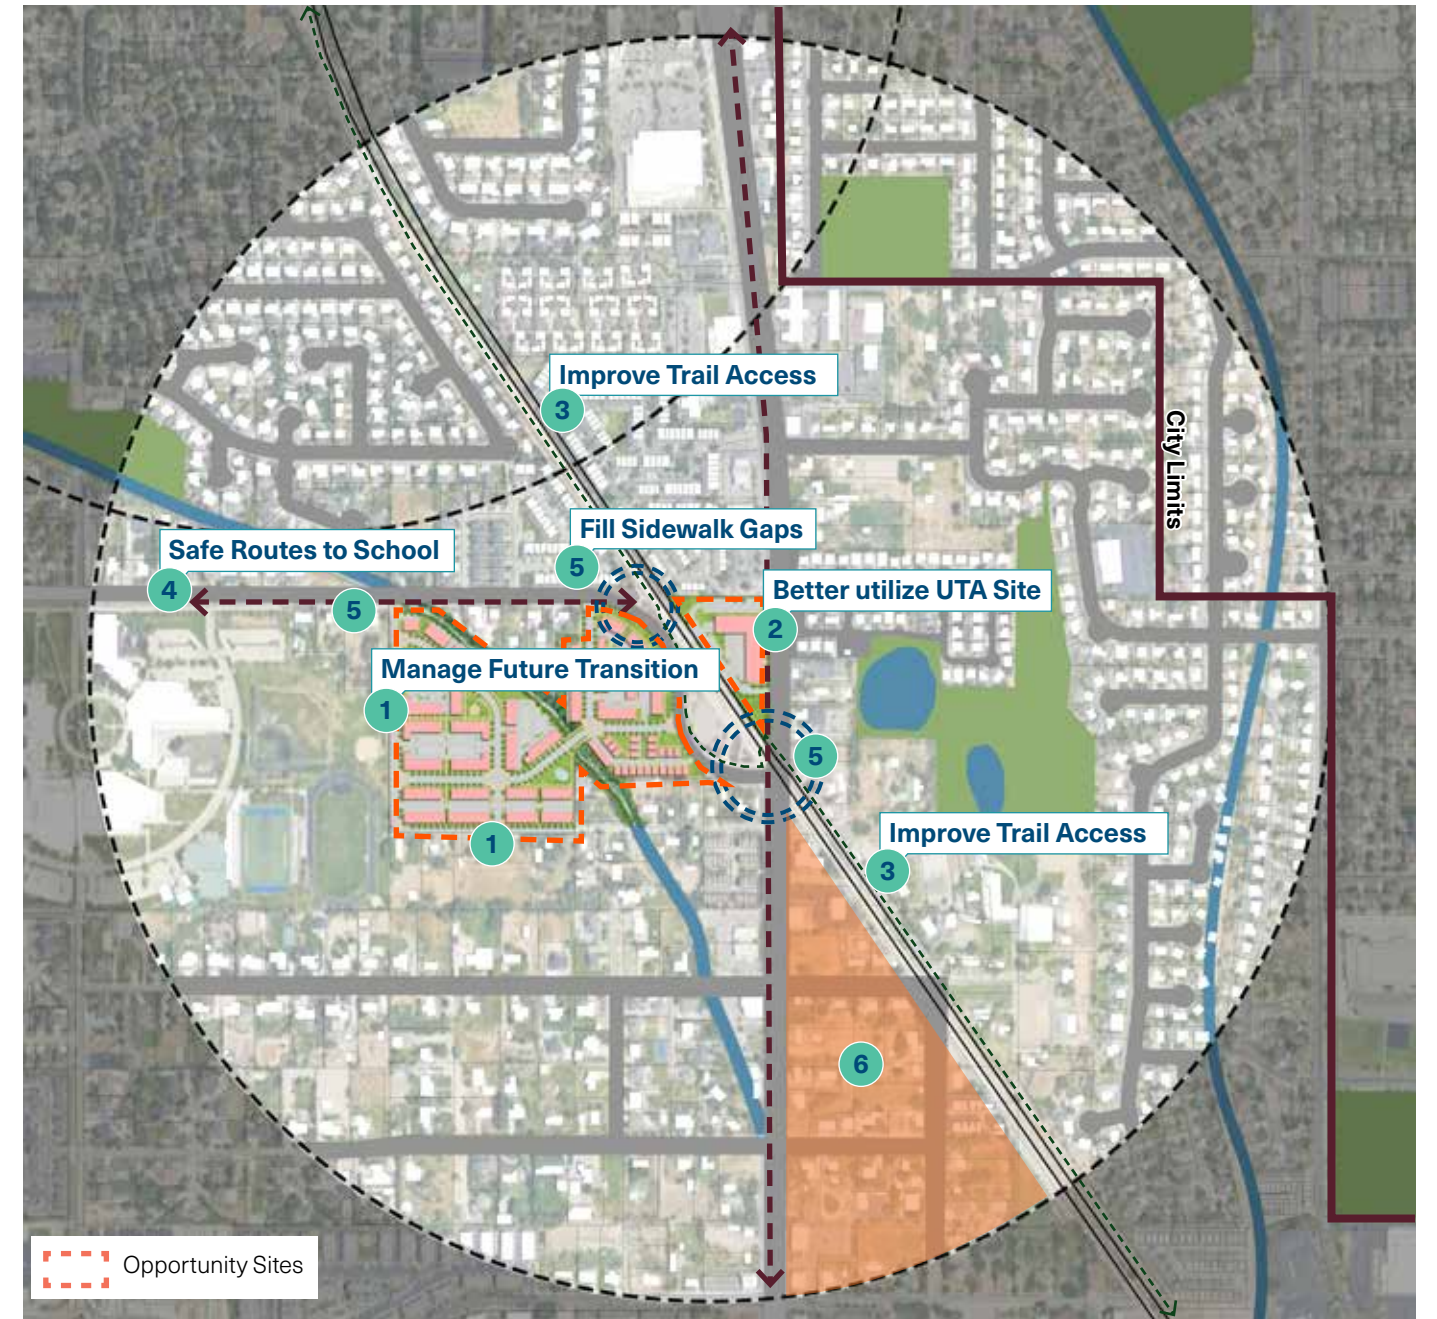 Improve Trail Access
3
City Limits
Fill Sidewalk Gaps
5
Safe Routes to School
4
5
Better utilize UTA Site
2
Manage Future Transition
1
5
1
Improve Trail Access
3
6
Opportunity Sites